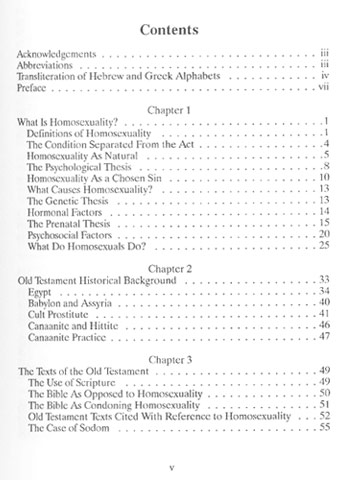 Contents
Acknowledgements . . . . . . . . . . . . . . . . . . . . . . . . . . . iii
Abbreviations . . . . . . . . . . . . . . . . . . . . . . . . . . . . . . iii
Transliteration of Hebrew and Greek Alphabets . . . . . . . . . . iv
Preface . . . . . . . . . . . . . . . . . . . . . . . . . . . . . . . . . . vii
Chapter 1
What Is Homosexuality? . . . . . . . . . . . . . . . . . . . . . . . . 1
Definitions of Homosexuality . . . . . . . . . . . . . . . . . . . . 1
The Condition Separated From the Act . . . . . . . . . . . . . . 4
Homosexuality As Natural . . . . . . . . . . . . . . . . . . . . . 5
The Psychological Thesis . . . . . . . . . . . . . . . . . . . . . . 8
Homosexuality As a Chosen Sin . . . . . . . . . . . . . . . . . 10
What Causes Homosexuality? . . . . . . . . . . . . . . . . . . 13
The Genetic Thesis . . . . . . . . . . . . . . . . . . . . . . . . . 13
Hormonal Factors . . . . . . . . . . . . . . . . . . . . . . . . . . 14
The Prenatal Thesis . . . . . . . . . . . . . . . . . . . . . . . . . 15
Psychosocial Factors . . . . . . . . . . . . . . . . . . . . . . . . 20
What Do Homosexuals Do? . . . . . . . . . . . . . . . . . . . . 25
Chapter 2
Old Testament Historical Background . . . . . . . . . . . . . . . 33
Egypt . . . . . . . . . . . . . . . . . . . . . . . . . . . . . . . . . . 34
Babylon and Assyria . . . . . . . . . . . . . . . . . . . . . . . . 40
Cult Prostitute . . . . . . . . . . . . . . . . . . . . . . . . . . . . 41
Canaanite and Hittite . . . . . . . . . . . . . . . . . . . . . . . . 46
Canaanite Practice . . . . . . . . . . . . . . . . . . . . . . . . . . 47
Chapter 3
The Texts of the Old Testament . . . . . . . . . . . . . . . . . . . 49
The Use of Scripture . . . . . . . . . . . . . . . . . . . . . . . . 49
The Bible As Opposed to Homosexuality . . . . . . . . . . . . 50
The Bible As Condoning Homosexuality . . . . . . . . . . . . 51
Old Testament Texts Cited With Reference to Homosexuality . . . 52
The Case of Sodom . . . . . . . . . . . . . . . . . . . . . . . . . 55
v